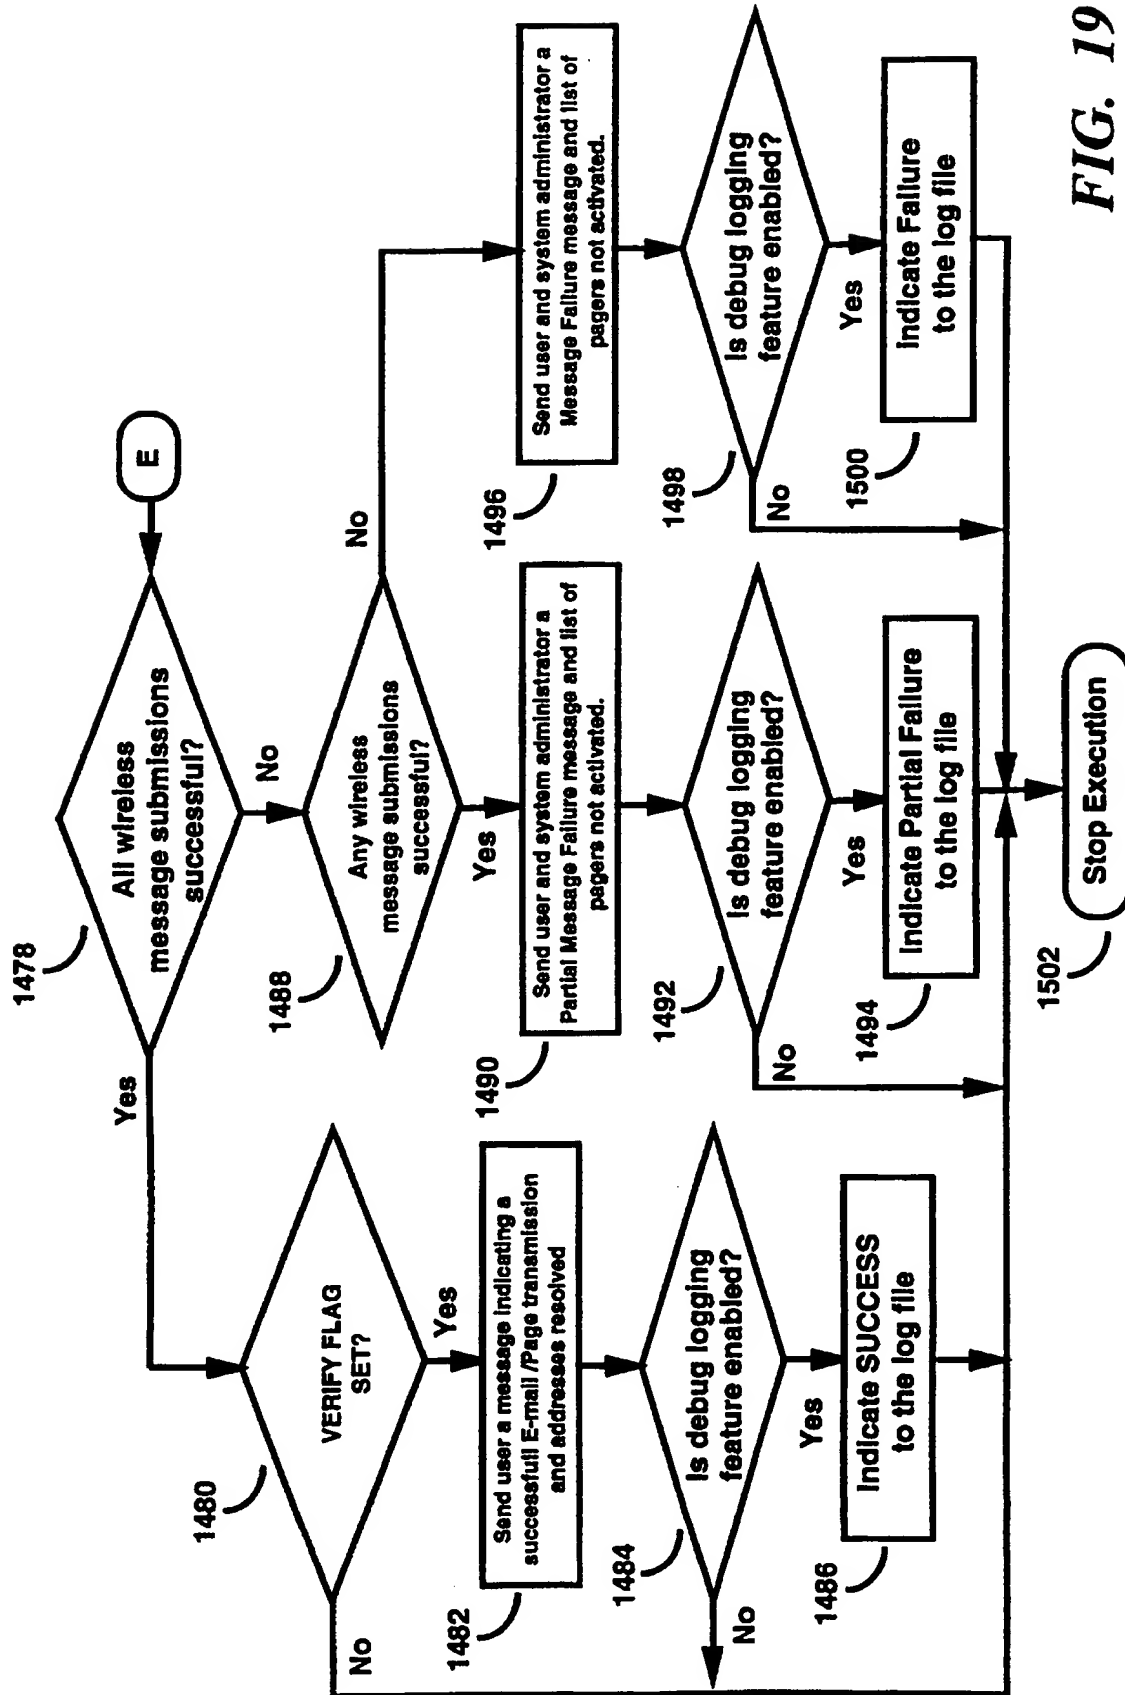 E
1478
All wireless
message submissions
successful?
Yes
No
1480
VERIFY FLAG
SET?
No
Yes
1482
Send user a message indicating a
successfull E-mail /Page transmission
and addresses resolved
1484
Is debug logging
feature enabled?
No
Yes
1486
Indicate SUCCESS
to the log file
1488
Any wireless
message submissions
successful?
No
Yes
1490
Send user and system administrator a
Partial Message Failure message and list of
pagers not activated.
1492
Is debug logging
feature enabled?
No
Yes
1494
Indicate Partial Failure
to the log file
1496
Send user and system administrator a
Message Failure message and list of
pagers not activated.
1498
Is debug logging
feature enabled?
No
Yes
1500
Indicate Failure
to the log file
1502
Stop Execution
FIG. 19